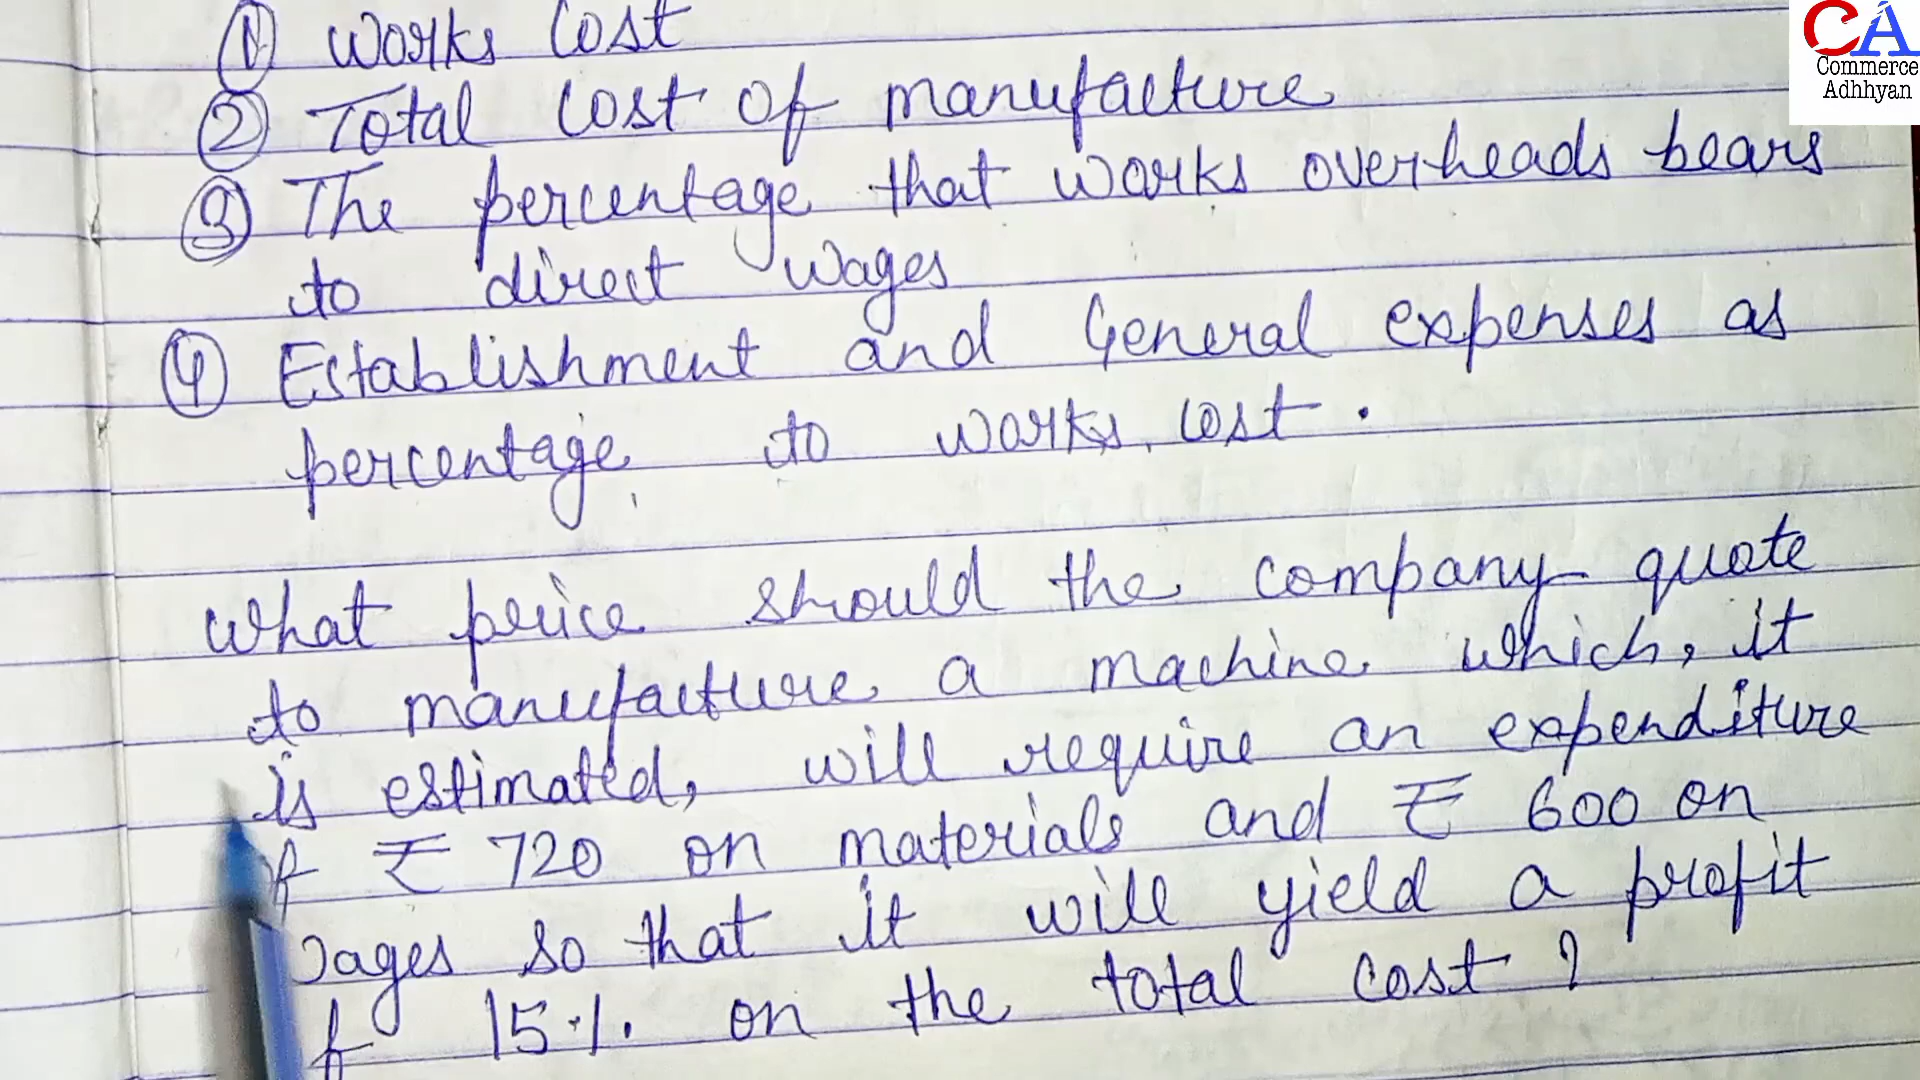 ① Works Cost
② Total Cost of manufacture
③ The percentage that works overheads bears
to direct wages
④ Establishment and General expenses as
percentage to works cost.
What price should the company quote
to manufacture a machine which, it
is estimated, will require an expenditure
f ₹ 720 on materials and ₹ 600 on
ages so that it will yield a profit
f 15% on the total cost ?
CA
Commerce
Adhhyan